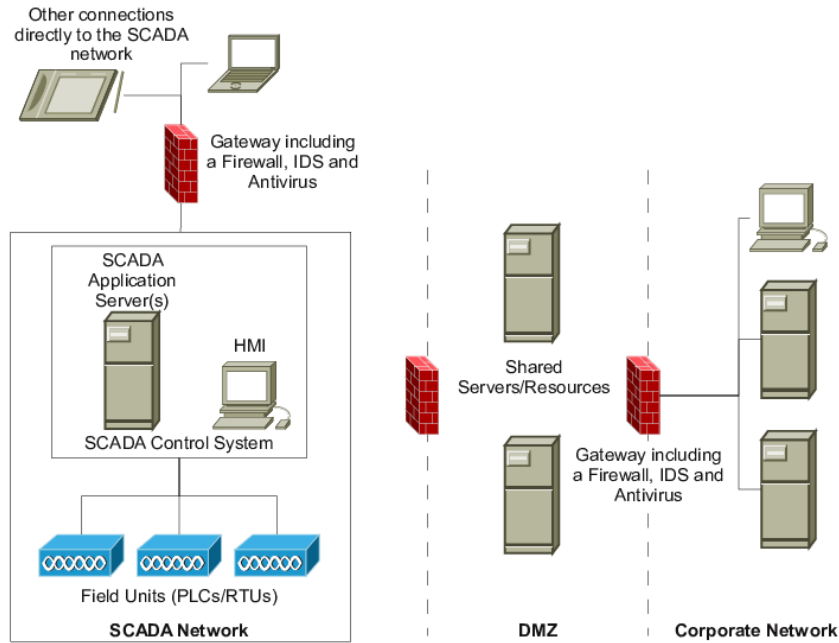 Other connections
directly to the SCADA
network
Gateway including
a Firewall, IDS and
Antivirus
SCADA
Application
Server(s)
HMI
SCADA Control System
Field Units (PLCs/RTUs)
SCADA Network
Shared
Servers/Resources
Gateway including
a Firewall, IDS and
Antivirus
DMZ
Corporate Network